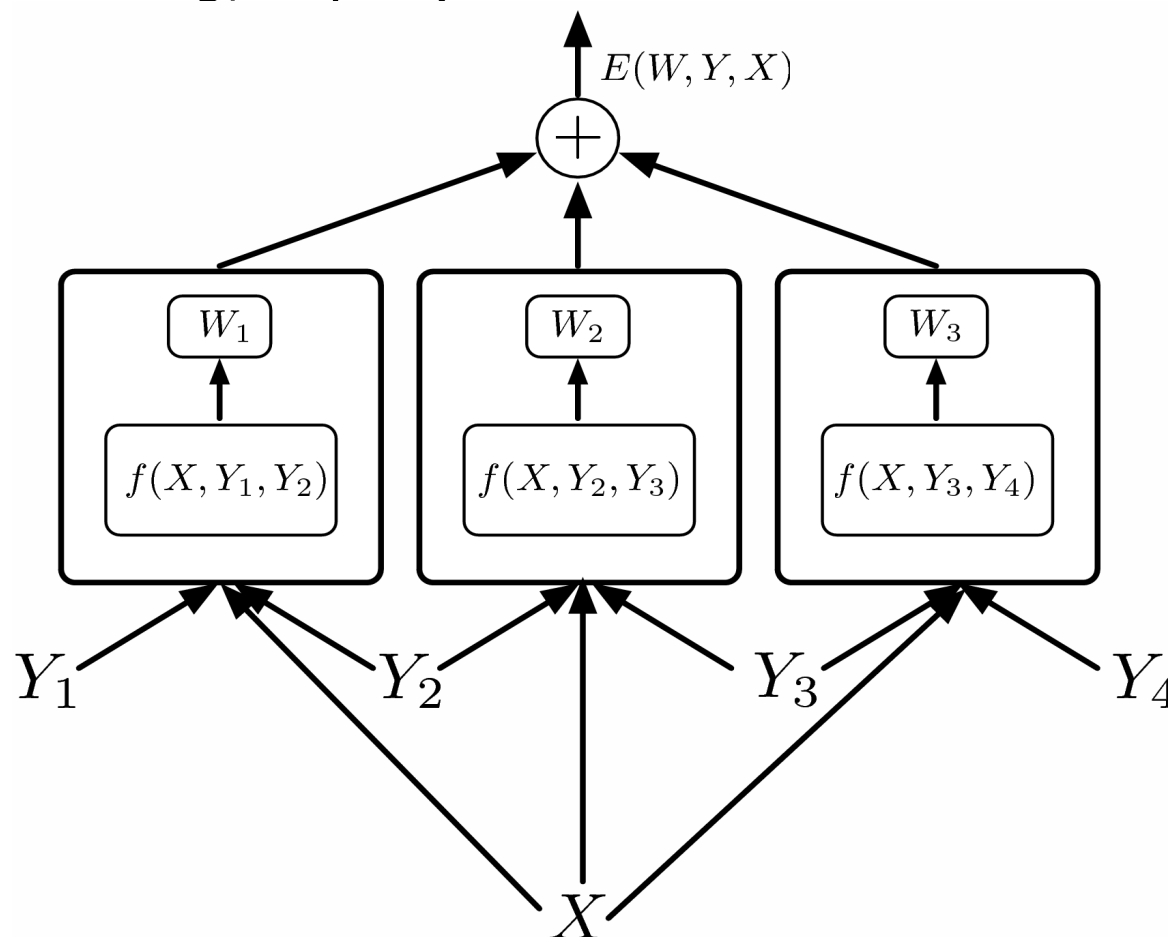 E(W, Y, X)
+
W₁ W₂ W₃
f(X, Y₁, Y₂) f(X, Y₂, Y₃) f(X, Y₃, Y₄)
Y₁ Y₂ Y₃ Y₄
X